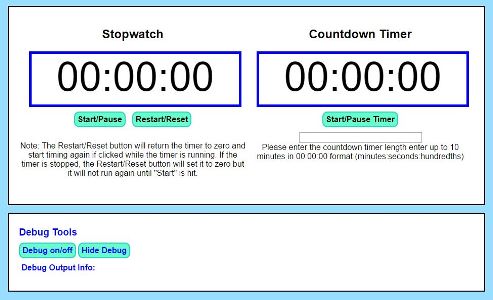 Stopwatch
00:00:00
Start/Pause Restart/Reset
Note: The Restart/Reset button will return the timer to zero and
start timing again if clicked while the timer is running. If the
timer is stopped, the Restart/Reset button will set it to zero but
it will not run again until "Start" is hit.
Countdown Timer
00:00:00
Start/Pause Timer
Please enter the countdown timer length enter up to 10
minutes in 00:00:00 format (minutes:seconds:hundredths)
Debug Tools
Debug on/off Hide Debug
Debug Output Info: